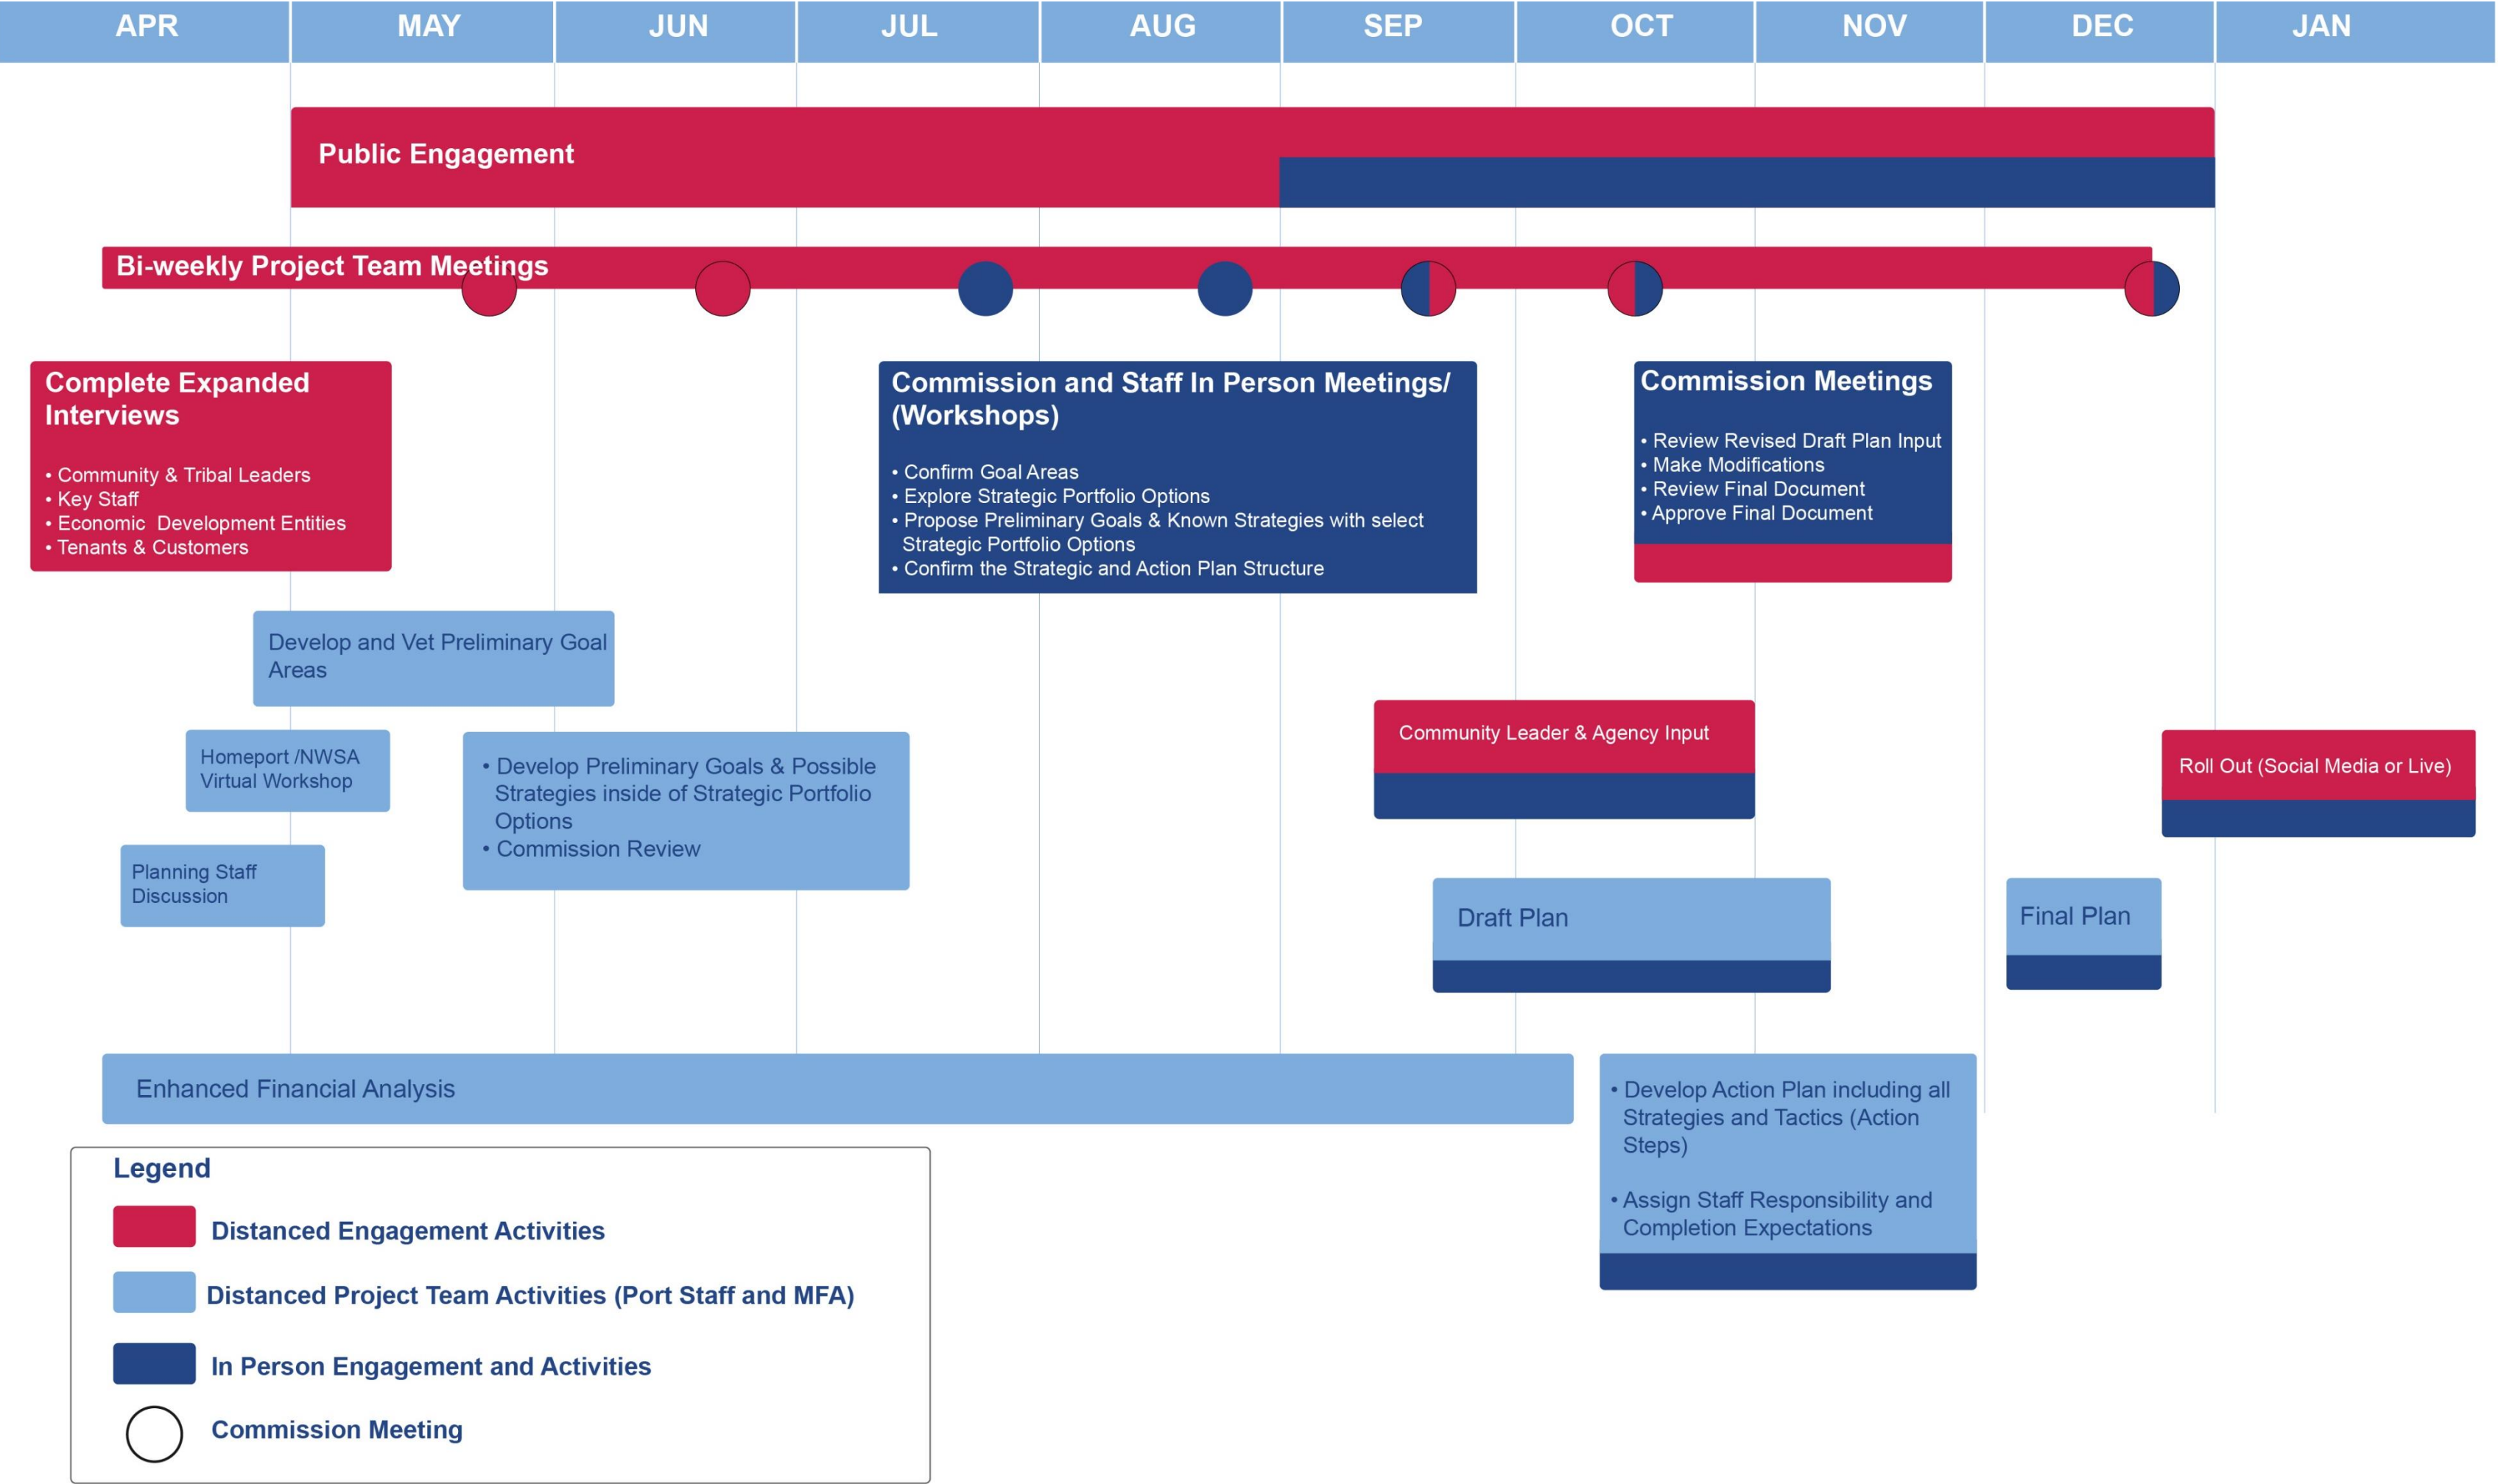 APR MAY JUN JUL AUG SEP OCT NOV DEC JAN
Public Engagement
Bi-weekly Project Team Meetings
Complete Expanded
Interviews
• Community & Tribal Leaders
• Key Staff
• Economic  Development Entities
• Tenants & Customers
Commission and Staff In Person Meetings/
(Workshops)
• Confirm Goal Areas
• Explore Strategic Portfolio Options
• Propose Preliminary Goals & Known Strategies with select
Strategic Portfolio Options
• Confirm the Strategic and Action Plan Structure
Commission Meetings
• Review Revised Draft Plan Input
• Make Modifications
• Review Final Document
• Approve Final Document
Develop and Vet Preliminary Goal
Areas
Homeport /NWSA
Virtual Workshop
Planning Staff
Discussion
• Develop Preliminary Goals & Possible
Strategies inside of Strategic Portfolio
Options
• Commission Review
Community Leader & Agency Input
Roll Out (Social Media or Live)
Draft Plan
Final Plan
Enhanced Financial Analysis
• Develop Action Plan including all
Strategies and Tactics (Action
Steps)
• Assign Staff Responsibility and
Completion Expectations
Legend
Distanced Engagement Activities
Distanced Project Team Activities (Port Staff and MFA)
In Person Engagement and Activities
Commission Meeting